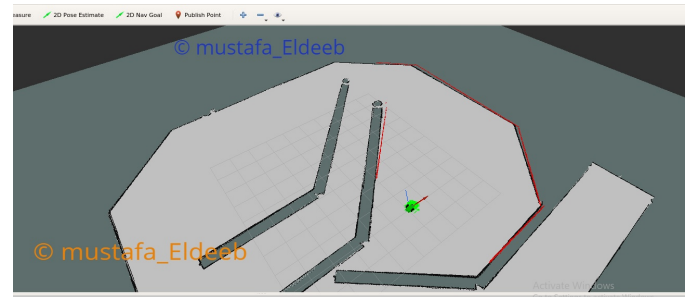 easure 2D Pose Estimate 2D Nav Goal Publish Point
© mustafa_Eldeeb
© mustafa_Eldeeb
Activate Windows